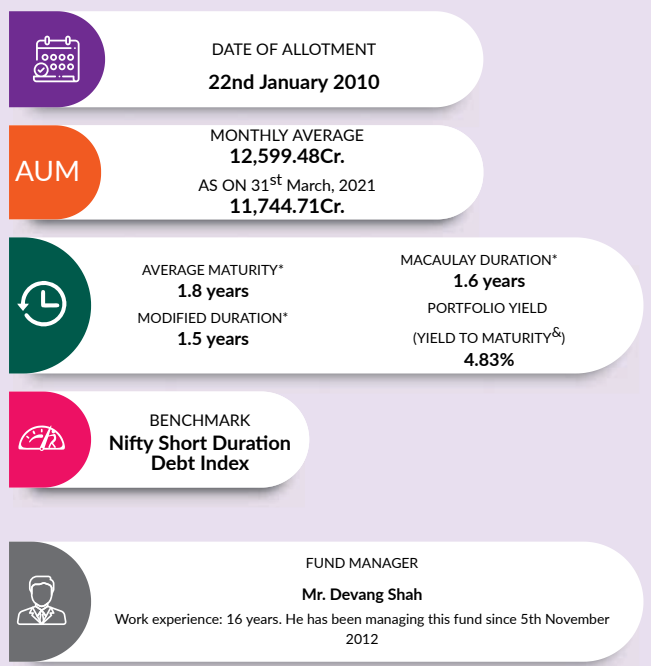 DATE OF ALLOTMENT
22nd January 2010
AUM
MONTHLY AVERAGE
12,599.48Cr.
AS ON 31st March, 2021
11,744.71Cr.
AVERAGE MATURITY*
1.8 years
MODIFIED DURATION*
1.5 years
MACAULAY DURATION*
1.6 years
PORTFOLIO YIELD
(YIELD TO MATURITY&)
4.83%
BENCHMARK
Nifty Short Duration
Debt Index
FUND MANAGER
Mr. Devang Shah
Work experience: 16 years. He has been managing this fund since 5th November
2012